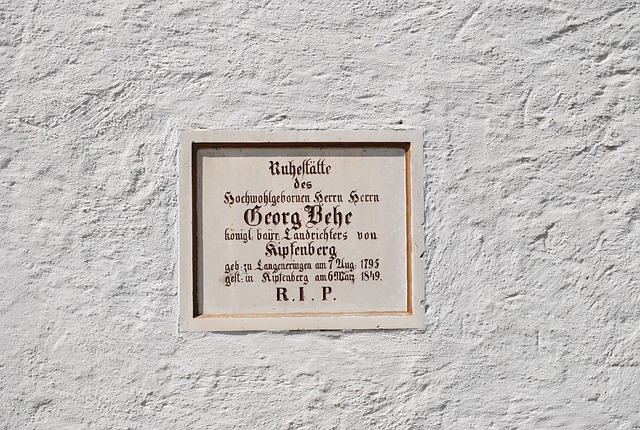 Ruhestätte
des
Hochwohlgebornen Herrn Herrn
Georg Behe
königl. bair. Landrichters von
Kipfenberg
geb: zu Langeneringen am 7 Aug: 1795
gest: in Kipfenberg am 6 März 1849.
R. I. P.